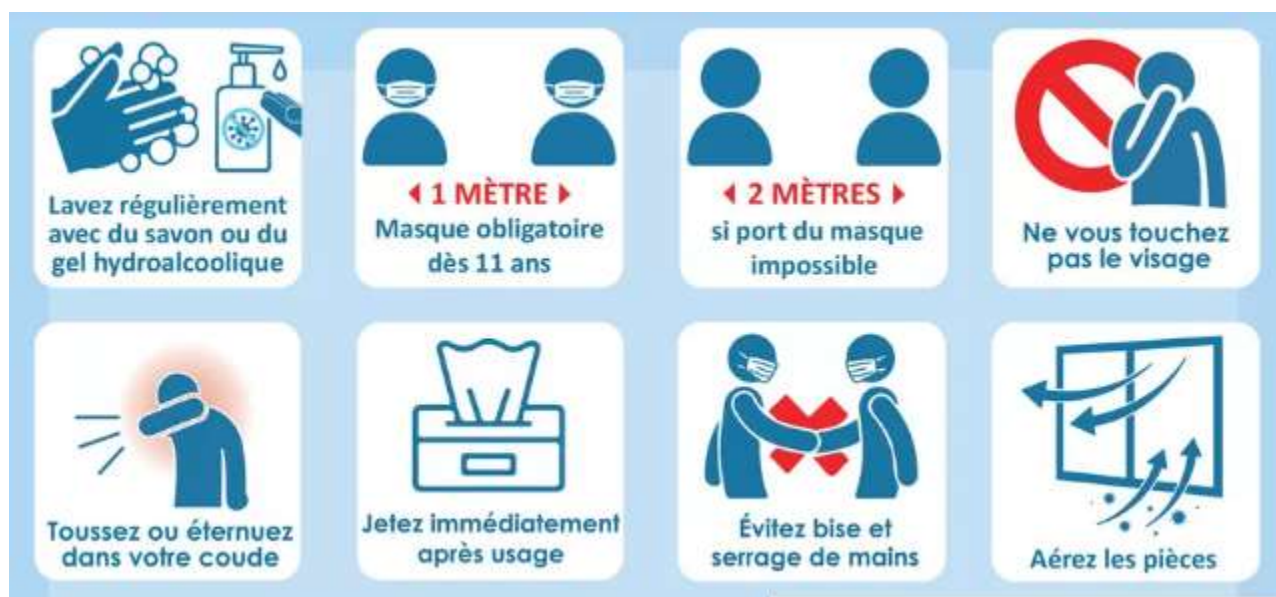 Lavez régulièrement
avec du savon ou du
gel hydroalcoolique
1 MÈTRE
Masque obligatoire
dès 11 ans
2 MÈTRES
si port du masque
impossible
Ne vous touchez
pas le visage
Toussez ou éternuez
dans votre coude
Jetez immédiatement
après usage
Évitez bise et
serrage de mains
Aérez les pièces